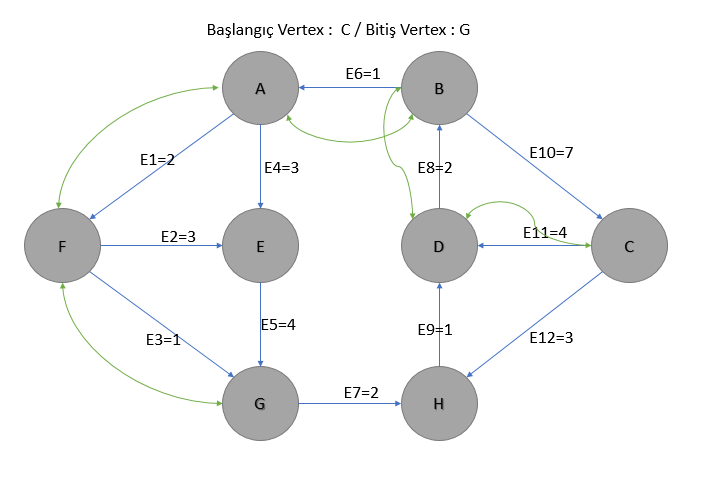 Başlangıç Vertex :  C / Bitiş Vertex : G
E6=1
A
B
E1=2
E4=3
E8=2
E10=7
E2=3
E11=4
F
E
D
C
E5=4
E9=1
E3=1
E12=3
E7=2
G
H